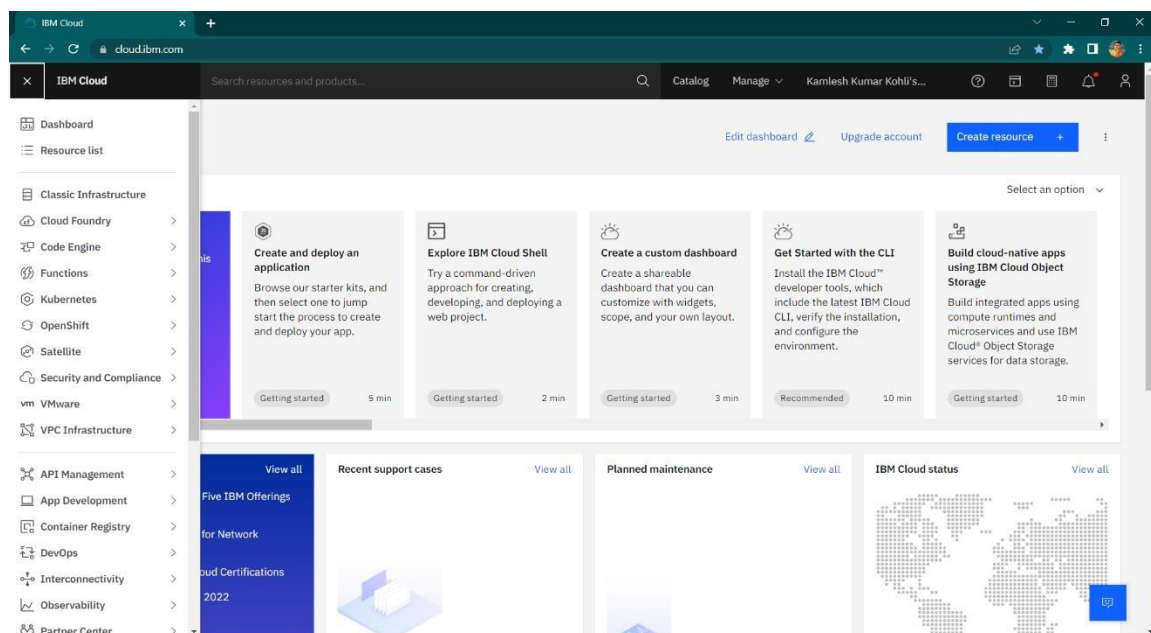 IBM Cloud
cloud.ibm.com
IBM Cloud
Search resources and products...
Catalog
Manage
Kamlesh Kumar Kohli's...
Dashboard
Resource list
Classic Infrastructure
Cloud Foundry
Code Engine
Functions
Kubernetes
OpenShift
Satellite
Security and Compliance
vm VMware
VPC Infrastructure
API Management
App Development
Container Registry
DevOps
Interconnectivity
Observability
Partner Center
Edit dashboard
Upgrade account
Create resource +
Select an option
his
Create and deploy an
application
Browse our starter kits, and
then select one to jump
start the process to create
and deploy your app.
Getting started 5 min
Explore IBM Cloud Shell
Try a command-driven
approach for creating,
developing, and deploying a
web project.
Getting started 2 min
Create a custom dashboard
Create a shareable
dashboard that you can
customize with widgets,
scope, and your own layout.
Getting started 3 min
Get Started with the CLI
Install the IBM Cloud™
developer tools, which
include the latest IBM Cloud
CLI, verify the installation,
and configure the
environment.
Recommended 10 min
Build cloud-native apps
using IBM Cloud Object
Storage
Build integrated apps using
compute runtimes and
microservices and use IBM
Cloud® Object Storage
services for data storage.
Getting started 10 min
View all
Five IBM Offerings
for Network
oud Certifications
2022
Recent support cases View all
Planned maintenance View all
IBM Cloud status View all